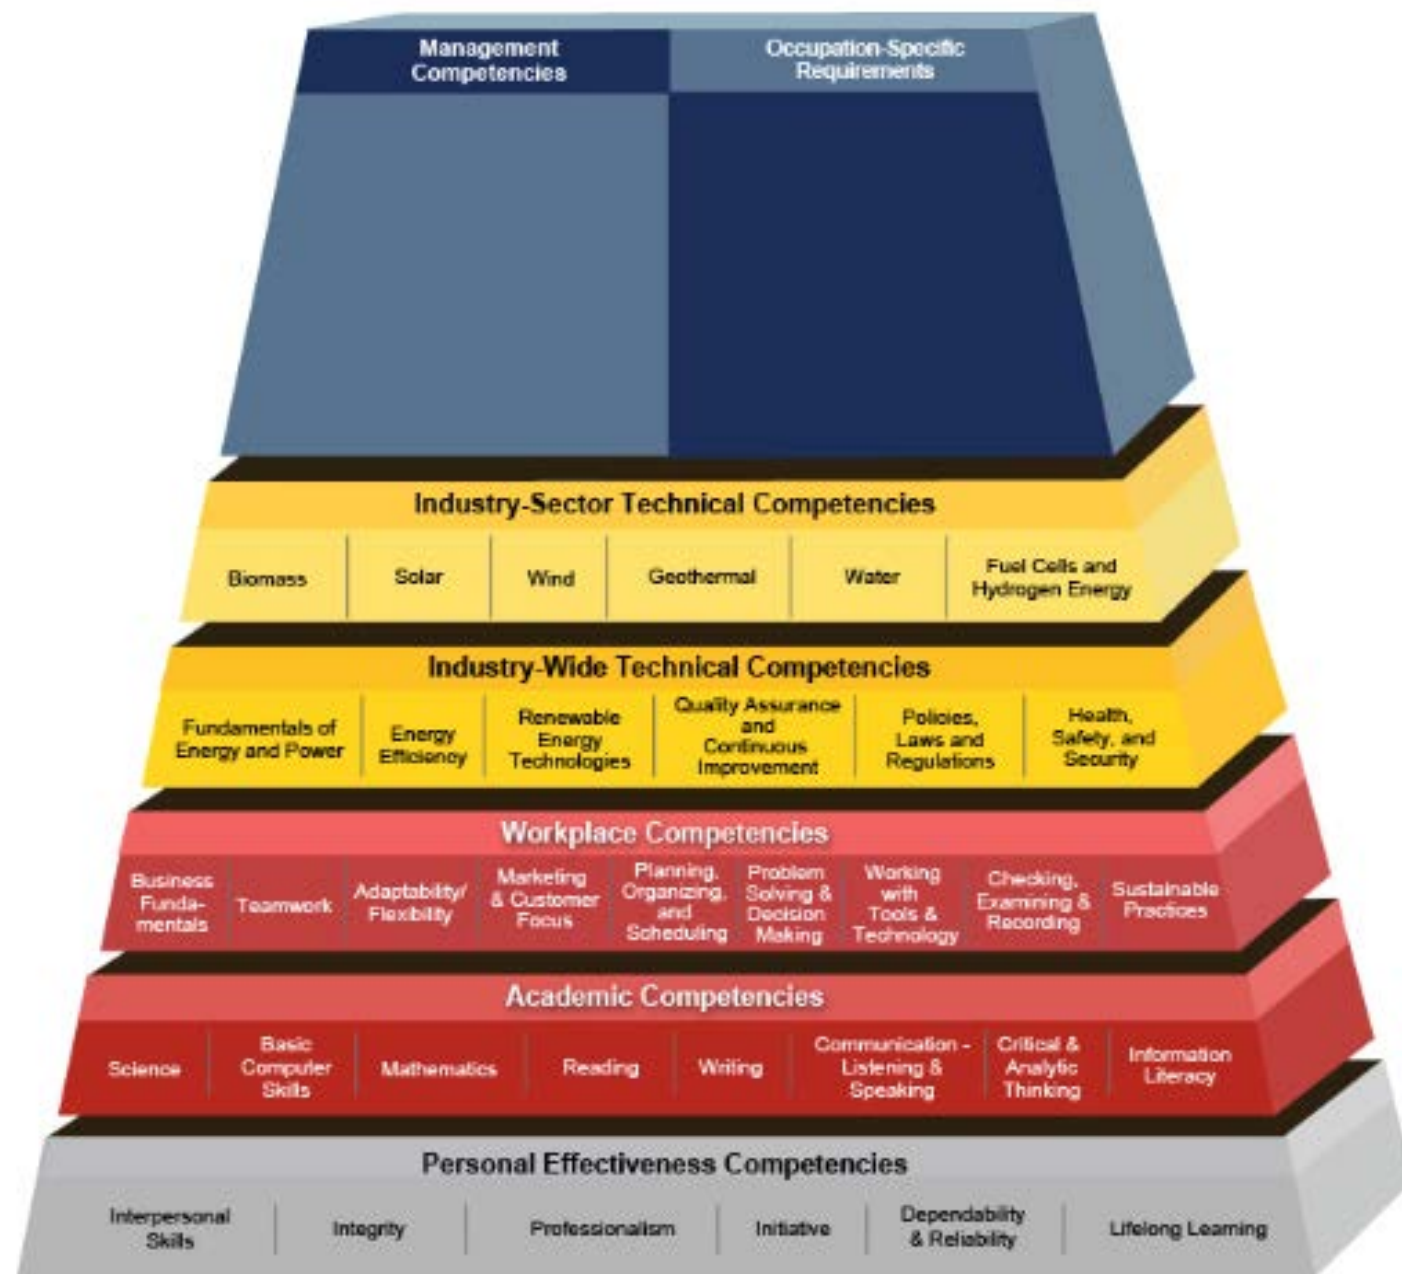 Management
Competencies
Occupation-Specific
Requirements
Industry-Sector Technical Competencies
Biomass
Solar
Wind
Geothermal
Water
Fuel Cells and
Hydrogen Energy
Industry-Wide Technical Competencies
Fundamentals of
Energy and Power
Energy
Efficiency
Renewable
Energy
Technologies
Quality Assurance
and
Continuous
Improvement
Policies,
Laws and
Regulations
Health,
Safety, and
Security
Workplace Competencies
Business
Funda-
mentals
Teamwork
Adaptability/
Flexibility
Marketing
& Customer
Focus
Planning,
Organizing,
and
Scheduling
Problem
Solving &
Decision
Making
Working
with
Tools &
Technology
Checking,
Examining &
Recording
Sustainable
Practices
Academic Competencies
Science
Basic
Computer
Skills
Mathematics
Reading
Writing
Communication -
Listening &
Speaking
Critical &
Analytic
Thinking
Information
Literacy
Personal Effectiveness Competencies
Interpersonal
Skills
Integrity
Professionalism
Initiative
Dependability
& Reliability
Lifelong Learning